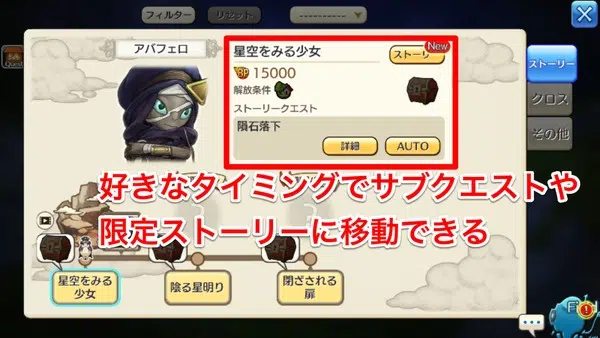 フィルター
リセット
Quest
アバフェロ
星空をみる少女
New
ストーリー
BP 15000
解放条件
ストーリークエスト
隕石落下
詳細
AUTO
ストーリー
クロス
その他
好きなタイミングでサブクエストや
限定ストーリーに移動できる
星空をみる
少女
陰る星明り
閉ざされる
扉